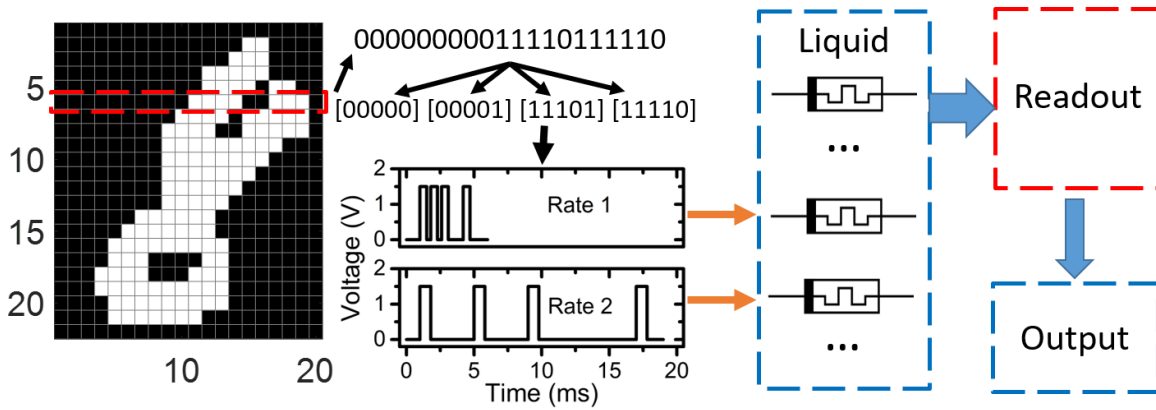 00000000011110111110
[00000] [00001] [11101] [11110]
5
10
15
20
10
20
Voltage (V)
2
1
0
Rate 1
2
1
0
Rate 2
0
5
10
15
20
Time (ms)
Liquid
...
...
Readout
Output